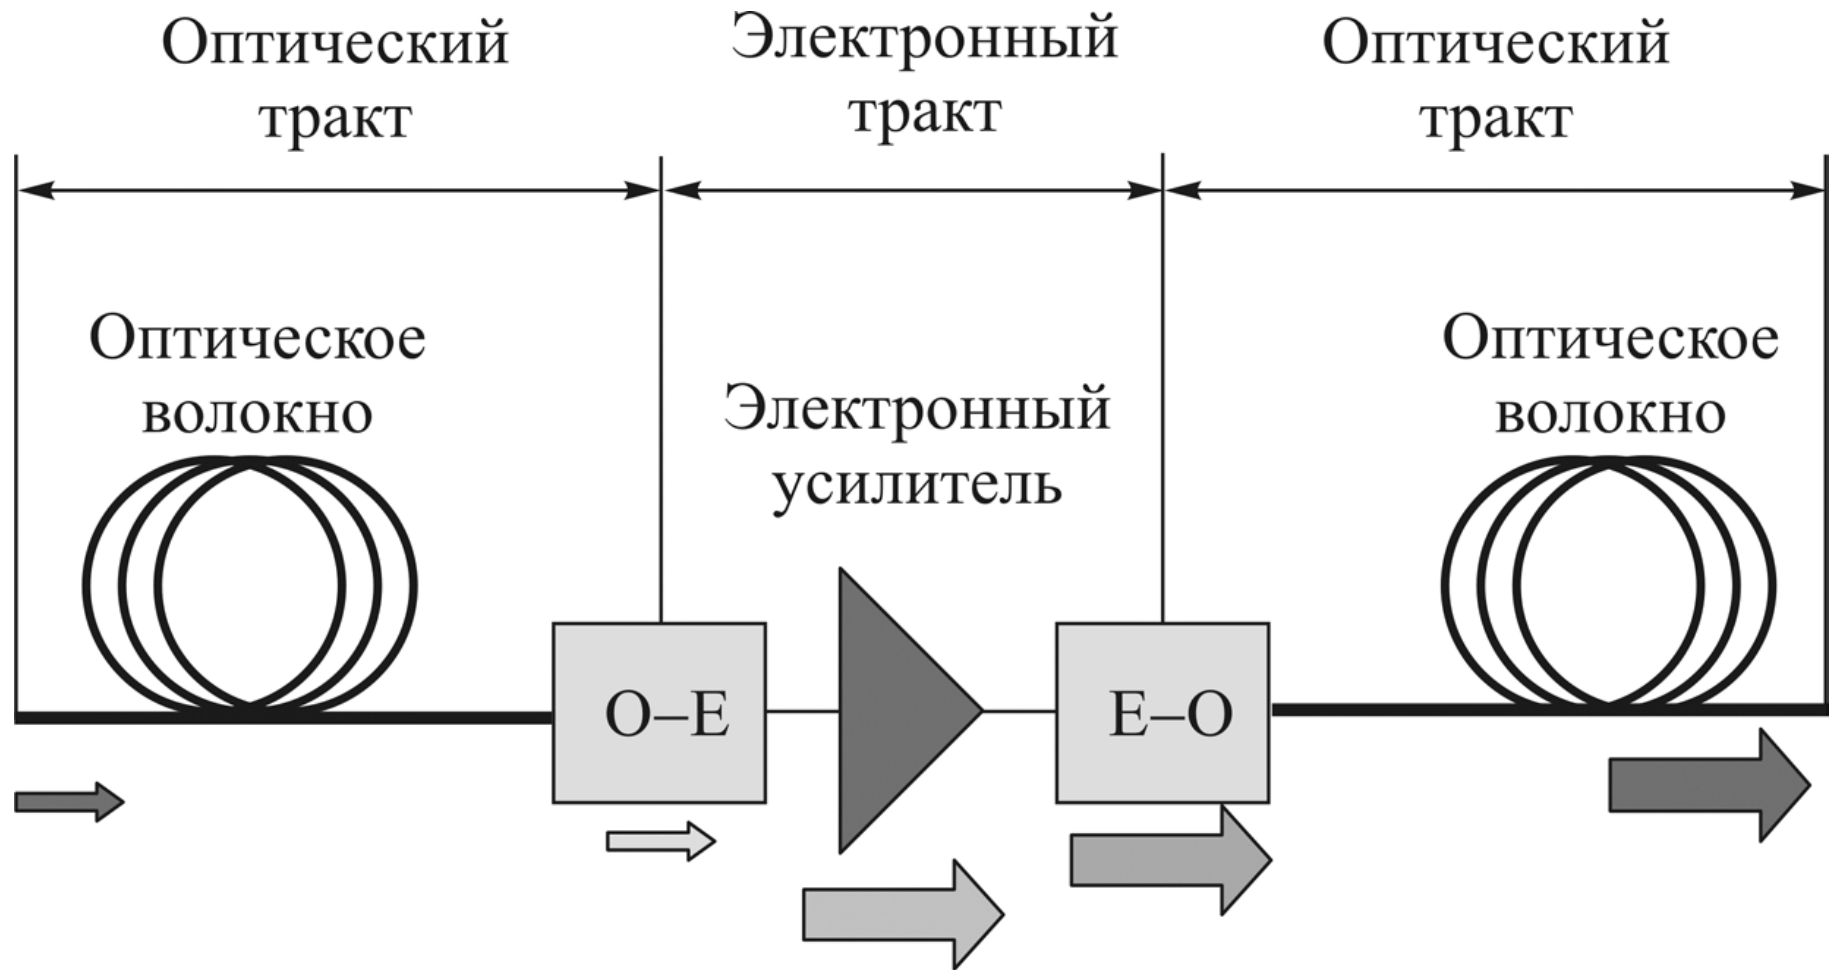 Оптический
тракт
Электронный
тракт
Оптический
тракт
Оптическое
волокно
Электронный
усилитель
Оптическое
волокно
O–E
E–O